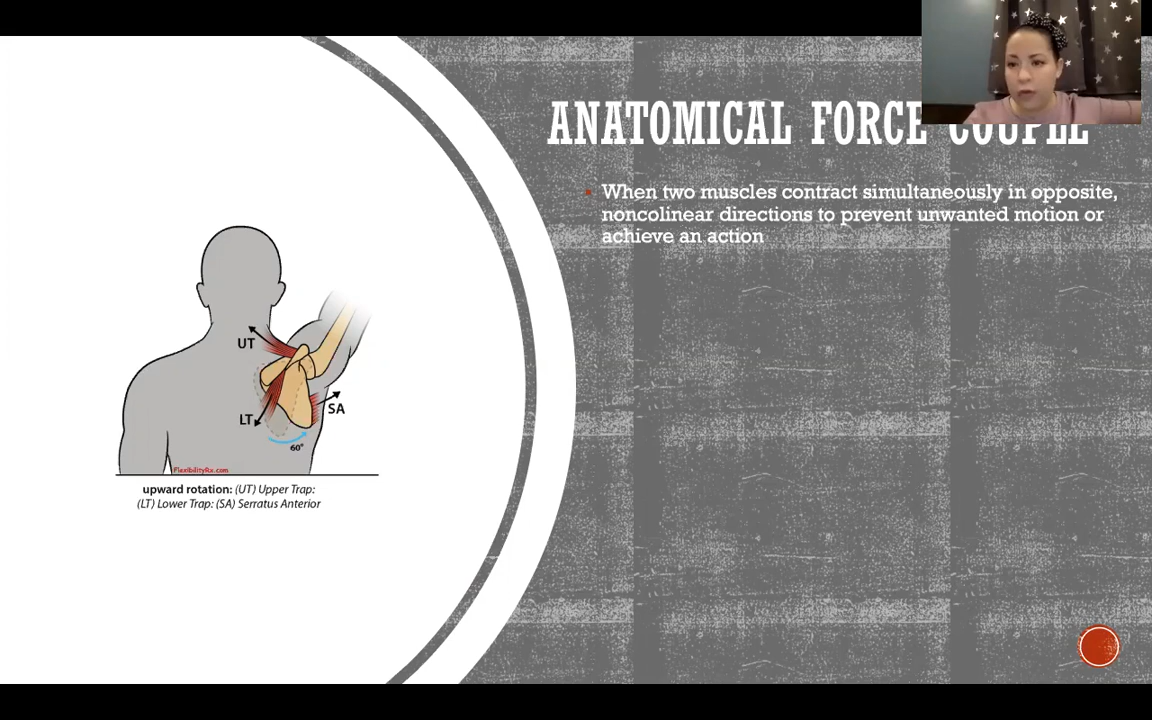 ANATOMICAL FORCE COUPLE
When two muscles contract simultaneously in opposite,
noncolinear directions to prevent unwanted motion or
achieve an action
UT
LT
SA
60°
FlexibilityRx.com
upward rotation: (UT) Upper Trap:
(LT) Lower Trap: (SA) Serratus Anterior